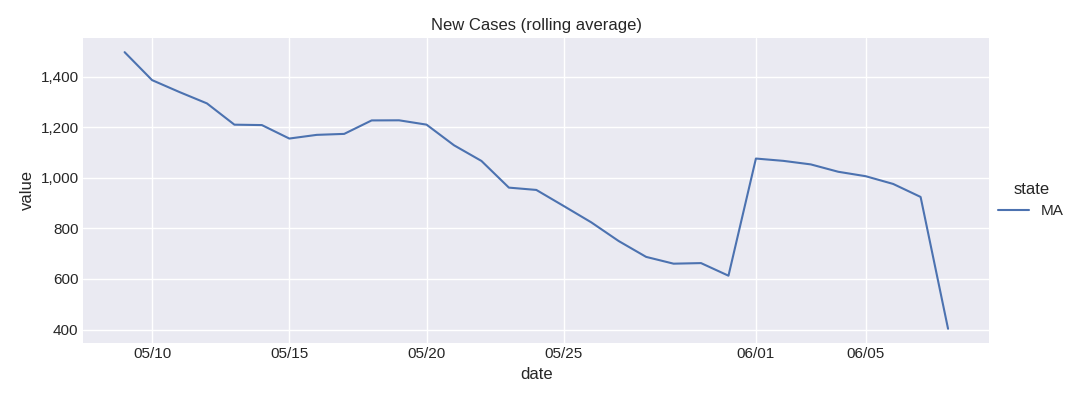 New Cases (rolling average)
1,400
1,200
1,000
800
600
400
value
05/10 05/15 05/20 05/25 06/01 06/05
date
state
MA